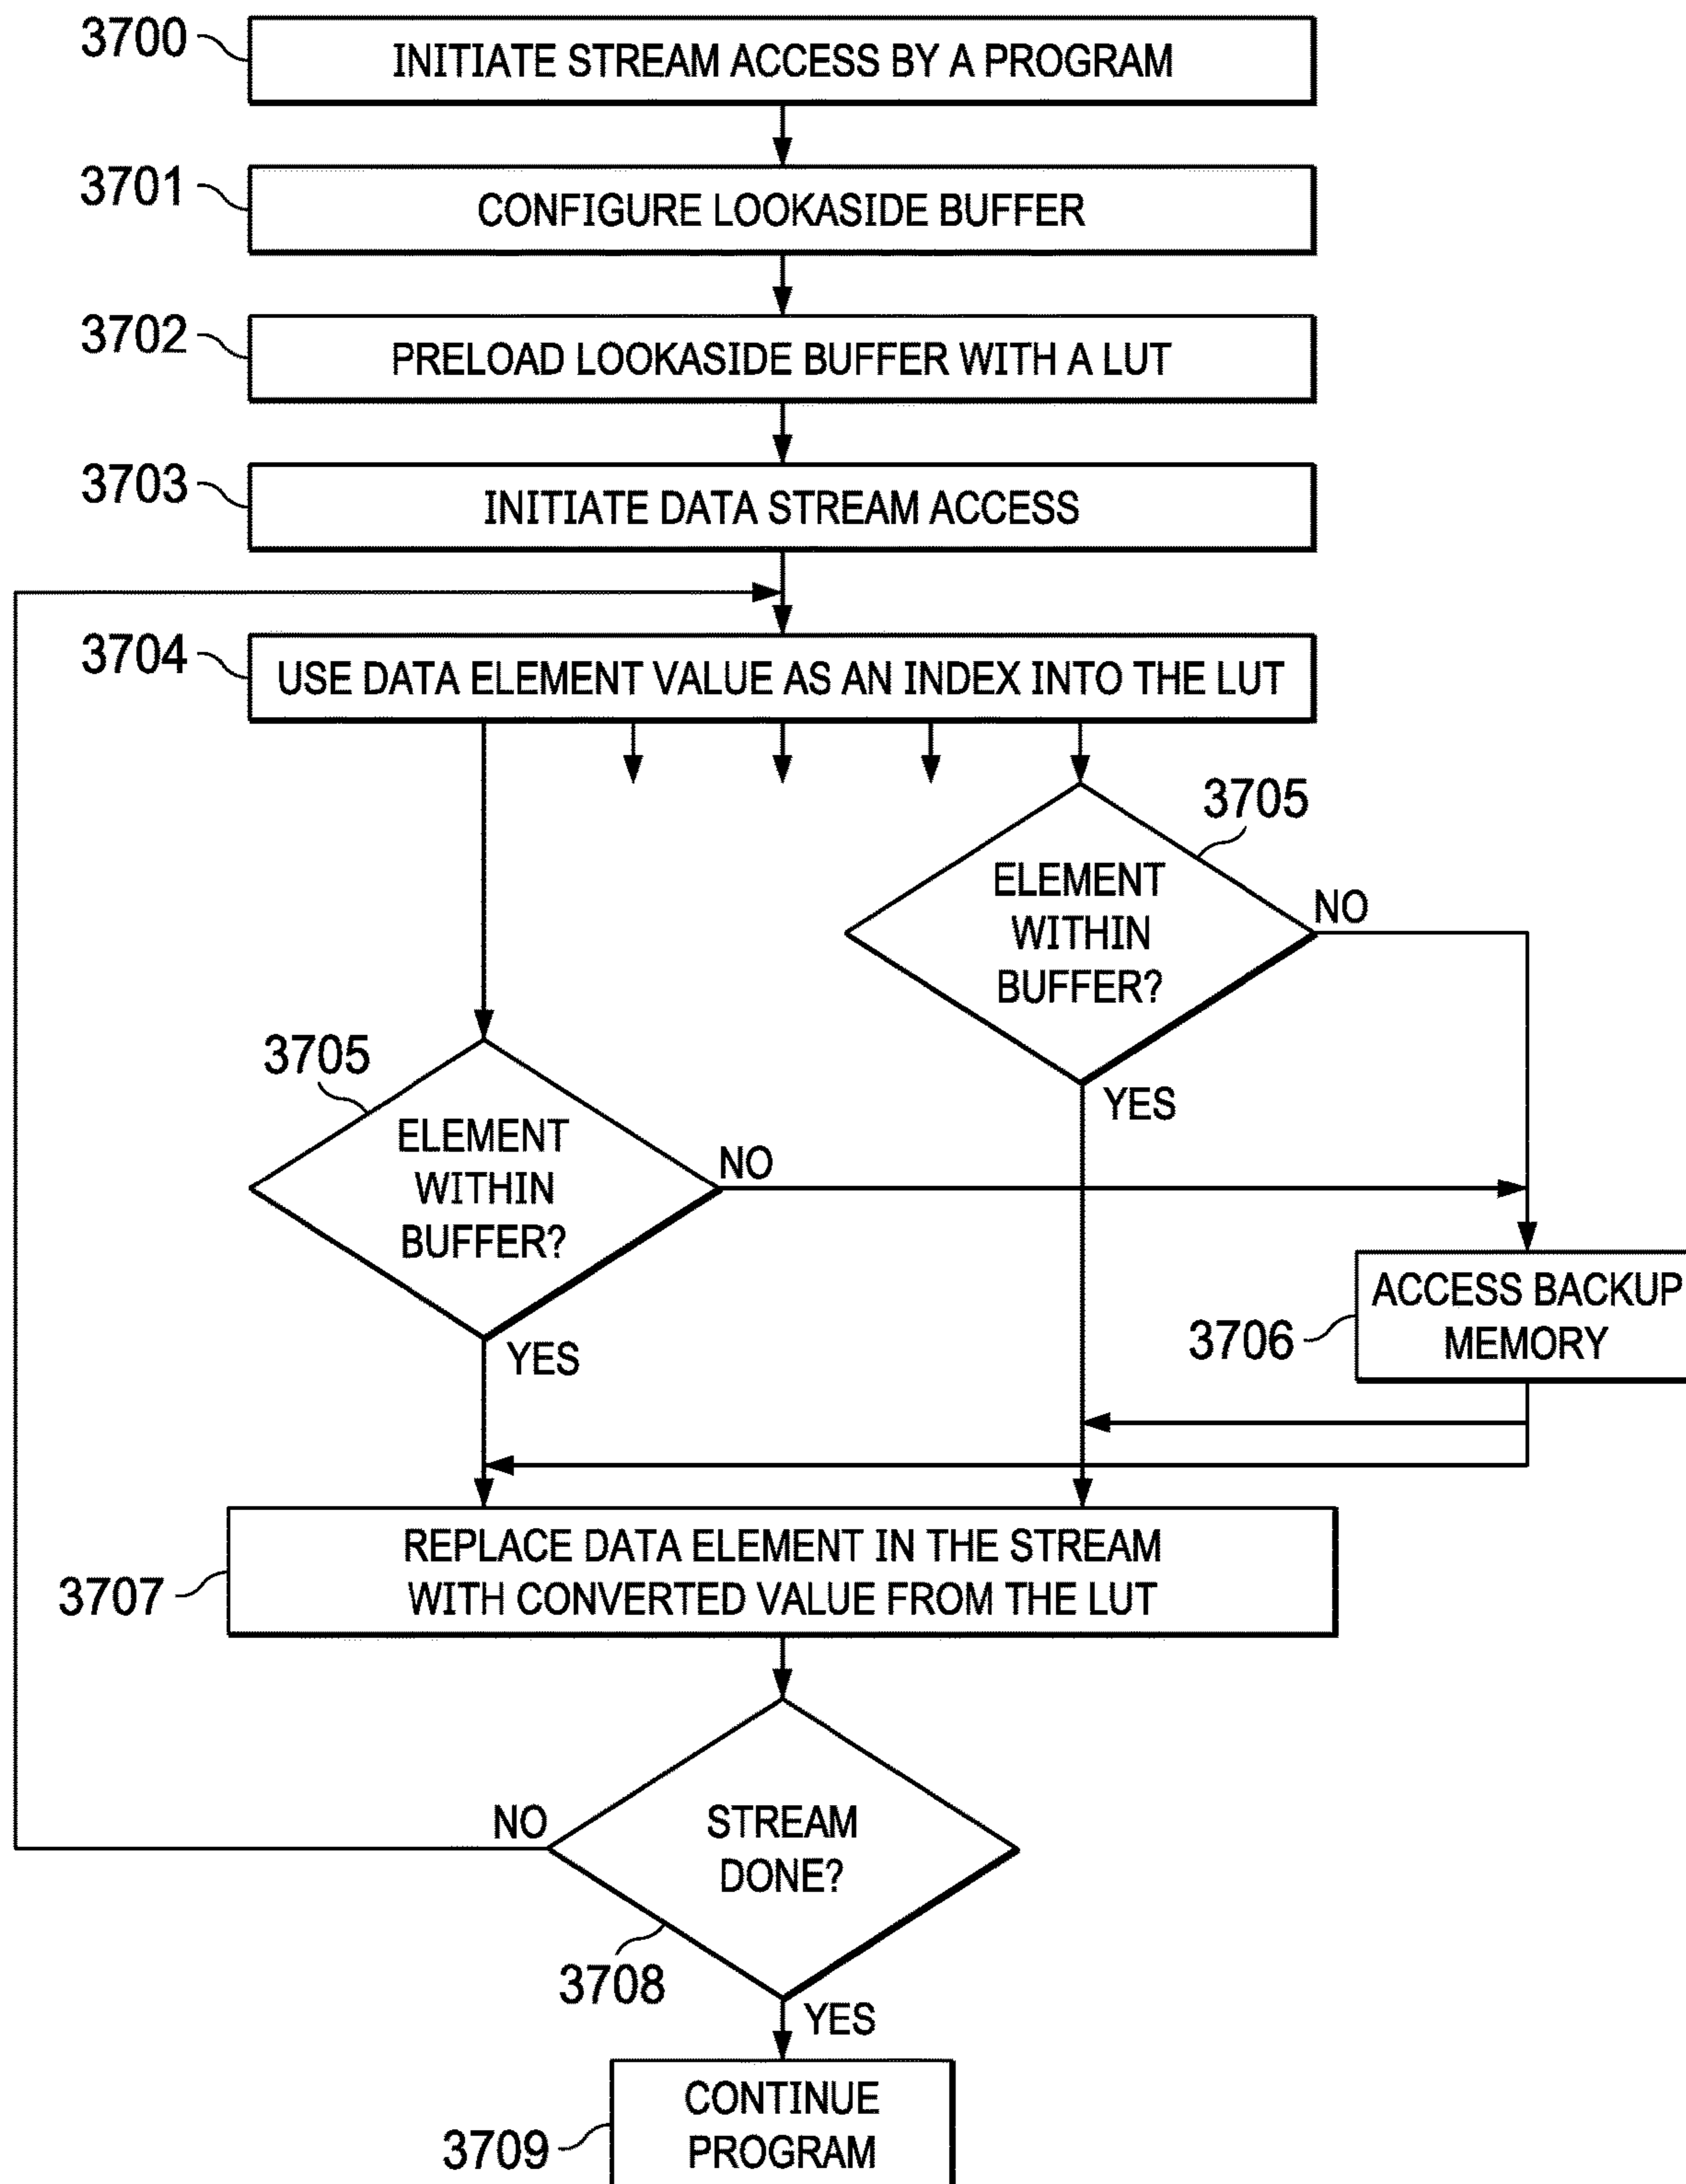 3700
INITIATE STREAM ACCESS BY A PROGRAM
3701
CONFIGURE LOOKASIDE BUFFER
3702
PRELOAD LOOKASIDE BUFFER WITH A LUT
3703
INITIATE DATA STREAM ACCESS
3704
USE DATA ELEMENT VALUE AS AN INDEX INTO THE LUT
3705
ELEMENT
WITHIN
BUFFER?
NO
YES
3705
ELEMENT
WITHIN
BUFFER?
NO
YES
3706
ACCESS BACKUP
MEMORY
3707
REPLACE DATA ELEMENT IN THE STREAM
WITH CONVERTED VALUE FROM THE LUT
NO
STREAM
DONE?
3708
YES
3709
CONTINUE
PROGRAM